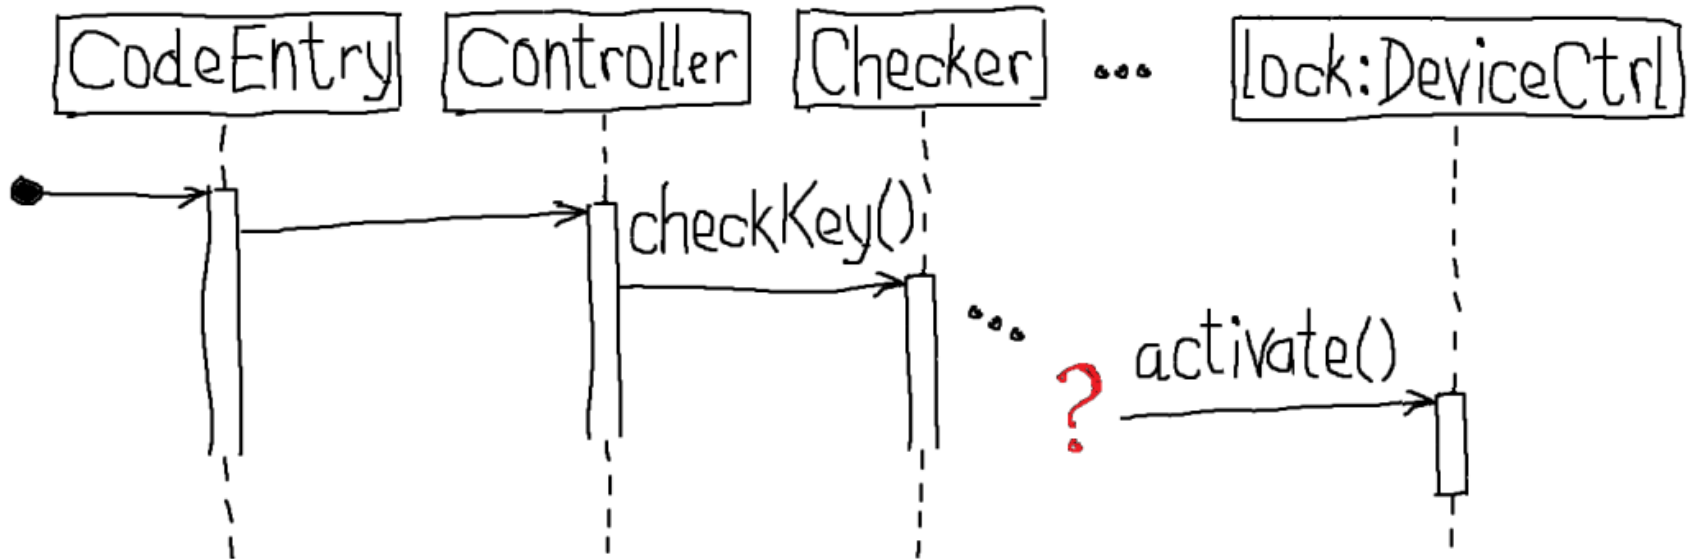 CodeEntry
Controller
Checker
...
lock:DeviceCtrl
checkKey()
...
?
activate()